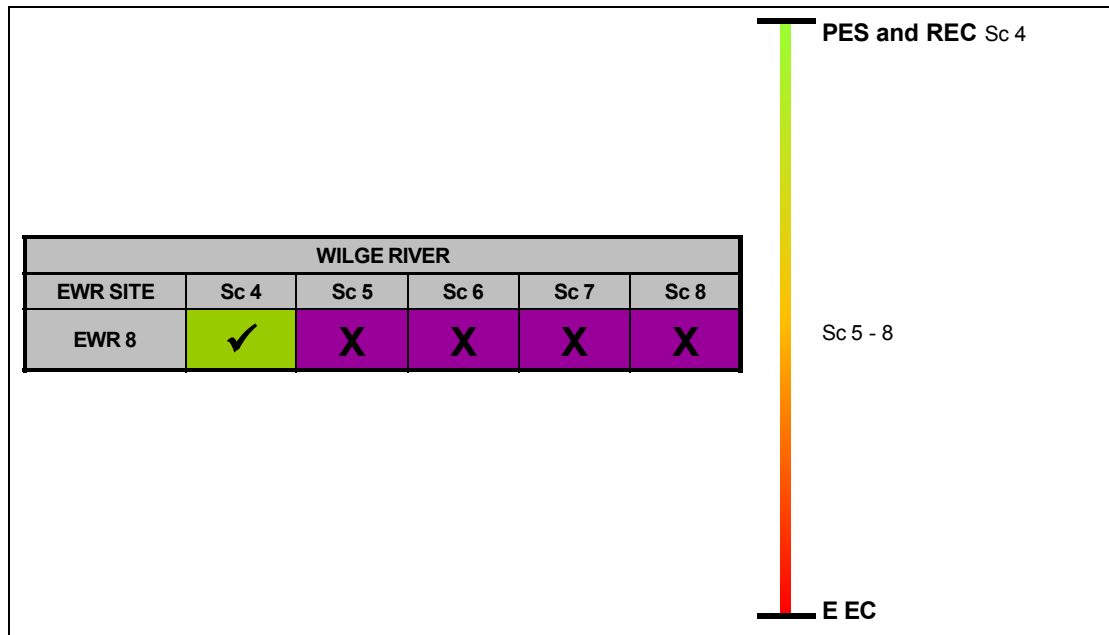 PES and REC Sc 4
WILGE RIVER
EWR SITE Sc 4 Sc 5 Sc 6 Sc 7 Sc 8
EWR 8 ✓ X X X X
Sc 5 - 8
E EC